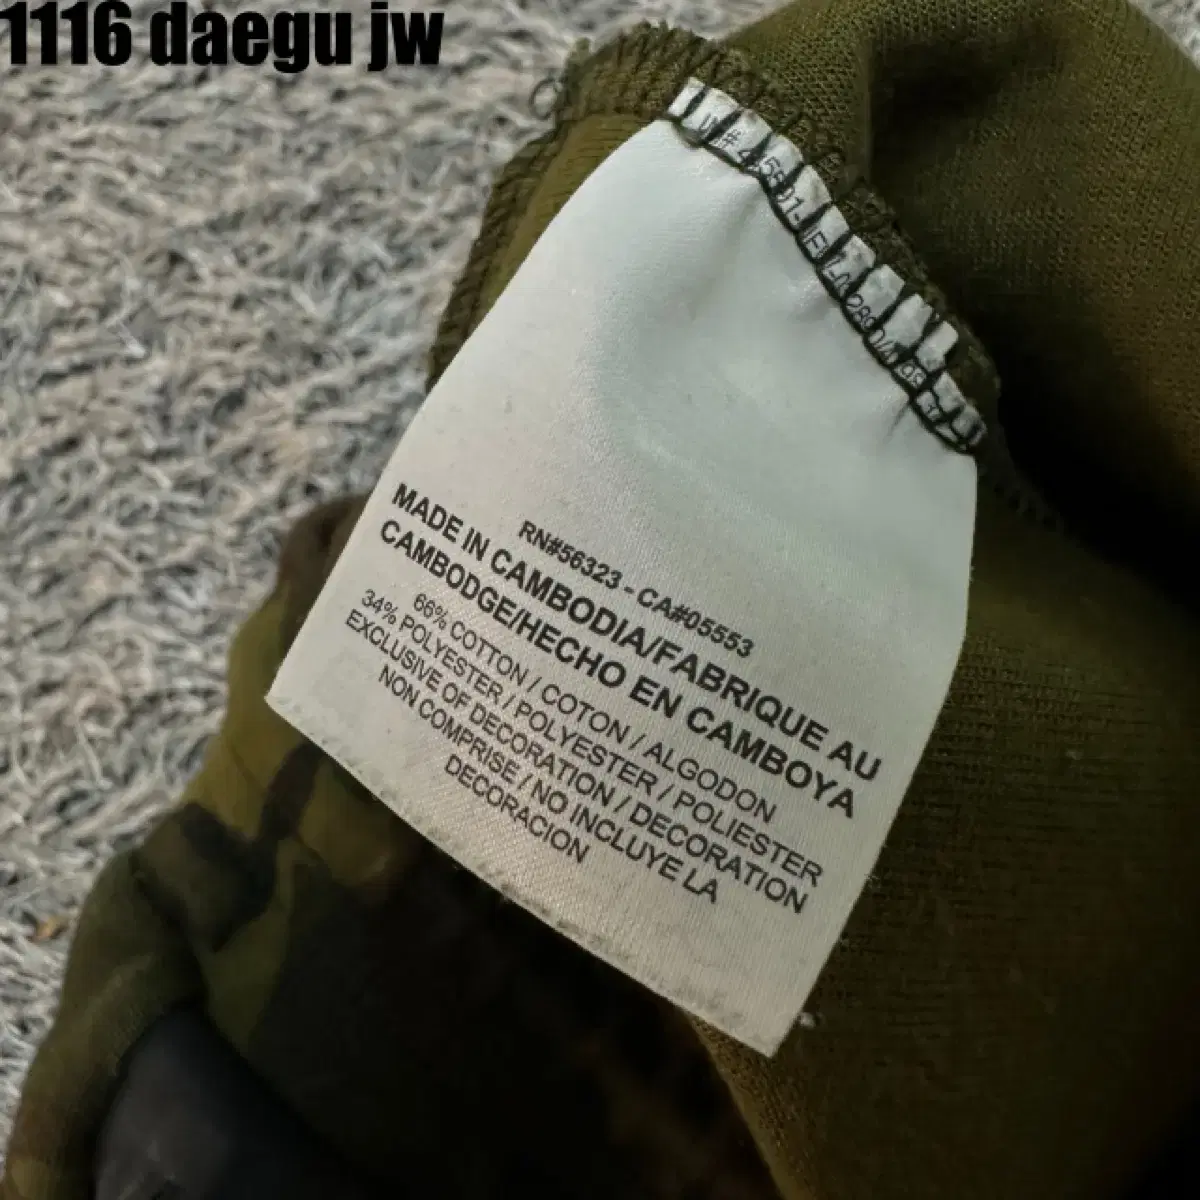 1116 daegu jw
RN#56323 - CA#05553
MADE IN CAMBODIA/FABRIQUE AU
CAMBODGE/HECHO EN CAMBOYA
66% COTTON / COTON / ALGODON
34% POLYESTER / POLYESTER / POLIESTER
EXCLUSIVE OF DECORATION / DECORATION
NON COMPRISE / NO INCLUYE LA
DECORACION